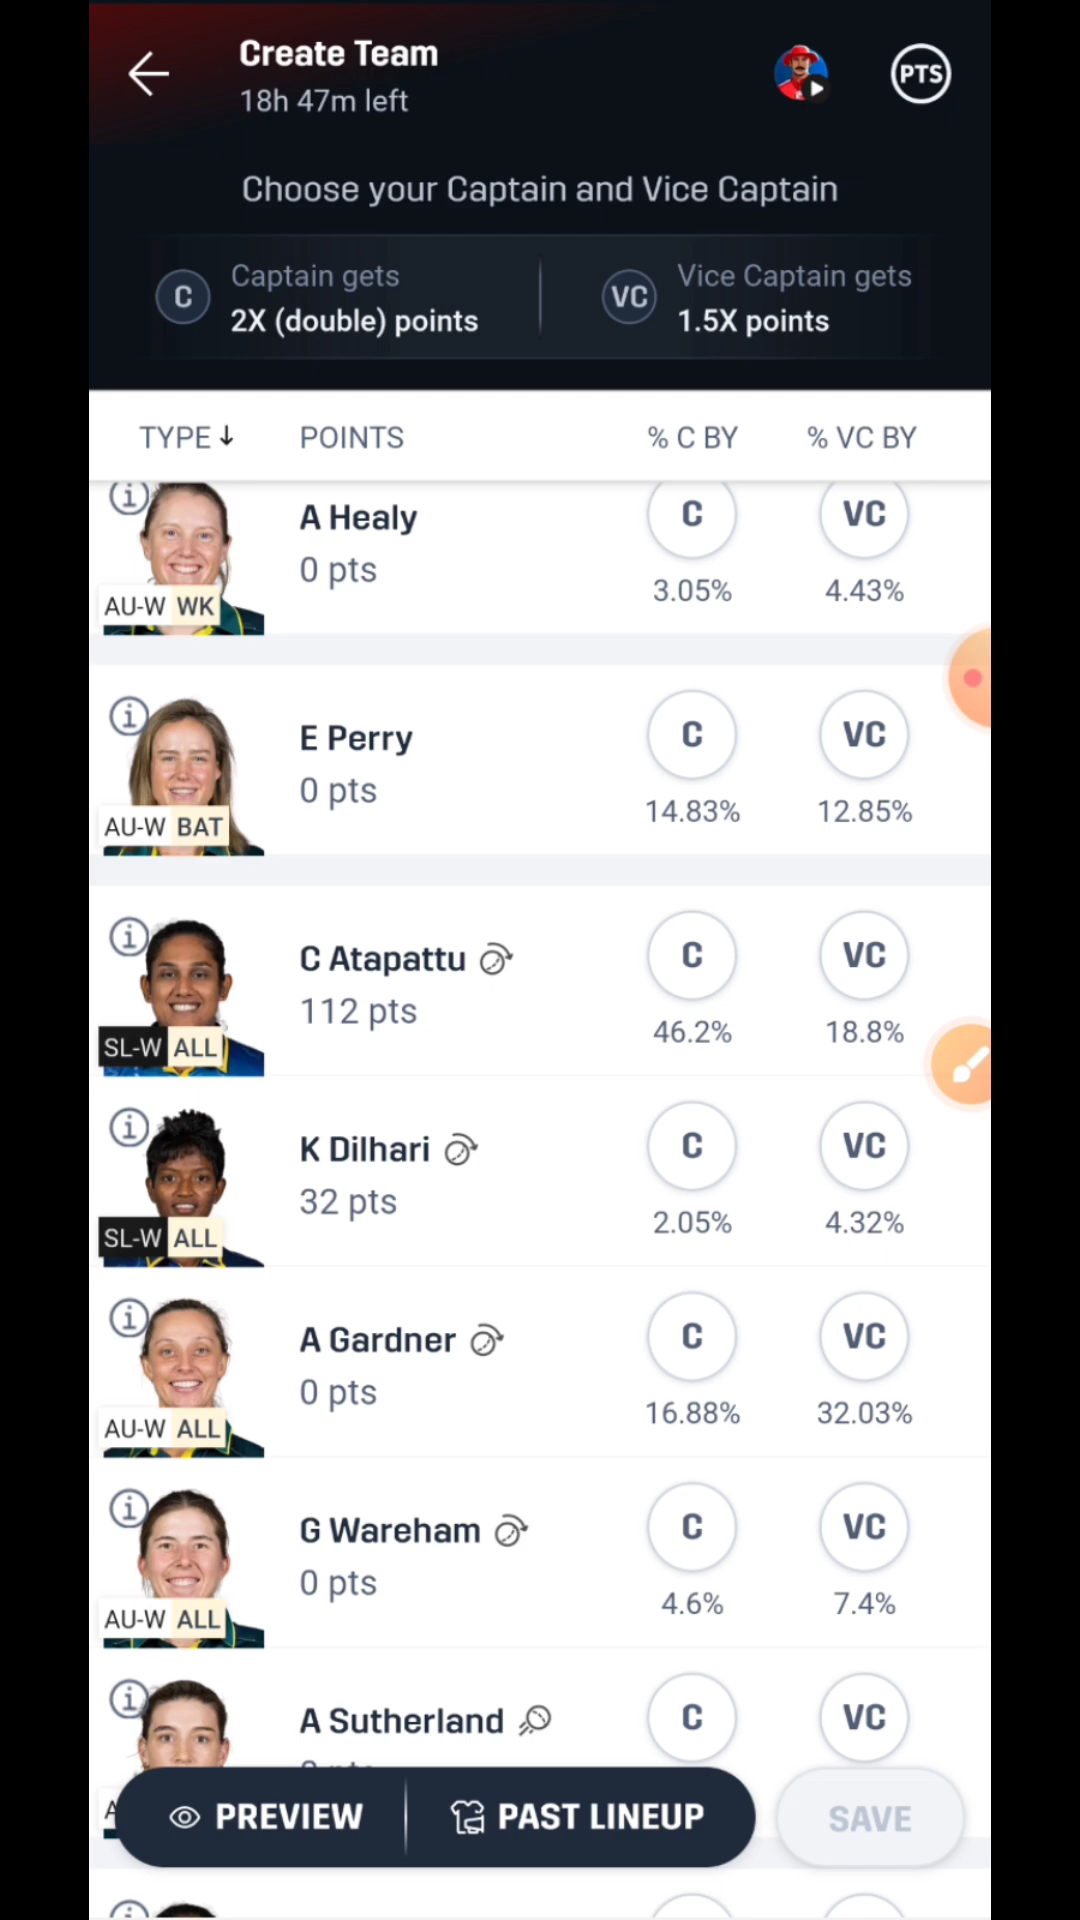 Create Team
18h 47m left
PTS
Choose your Captain and Vice Captain
C
Captain gets
2X (double) points
VC
Vice Captain gets
1.5X points
TYPE POINTS % C BY % VC BY
A Healy
0 pts
AU-W WK
C
3.05%
VC
4.43%
E Perry
0 pts
AU-W BAT
C
14.83%
VC
12.85%
C Atapattu
112 pts
SL-W ALL
C
46.2%
VC
18.8%
K Dilhari
32 pts
SL-W ALL
C
2.05%
VC
4.32%
A Gardner
0 pts
AU-W ALL
C
16.88%
VC
32.03%
G Wareham
0 pts
AU-W ALL
C
4.6%
VC
7.4%
A Sutherland
C
VC
PREVIEW
PAST LINEUP
SAVE